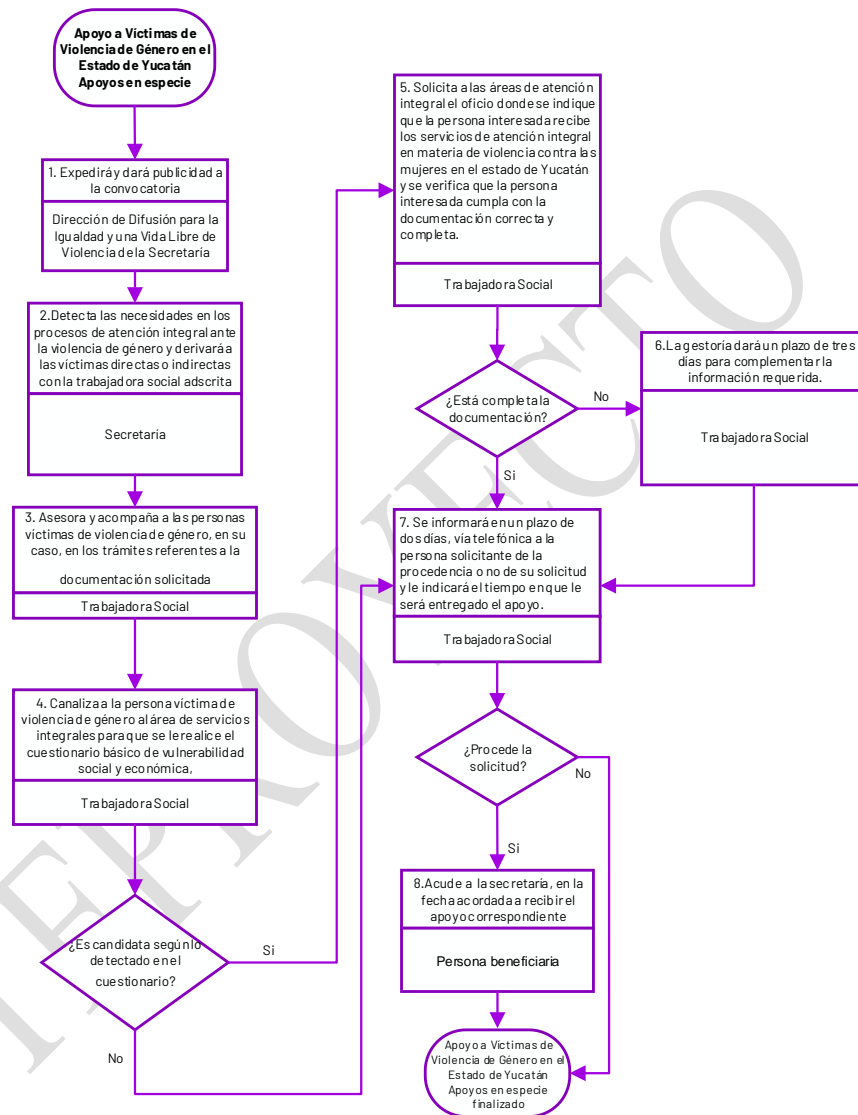 Apoyo a Víctimas de
Violencia de Género en el
Estado de Yucatán
Apoyos en especie
1. Expedirá y dará publicidad a
la convocatoria
Dirección de Difusión para la
Igualdad y una Vida Libre de
Violencia de la Secretaría
2.Detecta las necesidades en los
procesos de atención integral ante
la violencia de género y derivará a
las víctimas directas o indirectas
con la trabajadora social adscrita
Secretaría
3. Asesora y acompaña a las personas
víctimas de violencia de género, en su
caso, en los trámites referentes a la
documentación solicitada
Trabajadora Social
4. Canaliza a la persona víctima de
violencia de género al área de servicios
integrales para que se le realice el
cuestionario básico de vulnerabilidad
social y económica,
Trabajadora Social
¿Es candidata según lo
detectado en el
cuestionario?
Si
No
5. Solicita a las áreas de atención
integral el oficio donde se indique
que la persona interesada recibe
los servicios de atención integral
en materia de violencia contra las
mujeres en el estado de Yucatán
y se verifica que la persona
interesada cumpla con la
documentación correcta y
completa.
Trabajadora Social
¿Está completa la
documentación?
No
Si
6.La gestoría dará un plazo de tres
días para complementar la
información requerida.
Trabajadora Social
7. Se informará en un plazo de
dos días, vía telefónica a la
persona solicitante de la
procedencia o no de su solicitud
y le indicará el tiempo en que le
será entregado el apoyo.
Trabajadora Social
¿Procede la
solicitud?
No
Si
8.Acude a la secretaría, en la
fecha acordada a recibir el
apoyo correspondiente
Persona beneficiaria
Apoyo a Víctimas de
Violencia de Género en el
Estado de Yucatán
Apoyos en especie
finalizado
TEPROYECTO